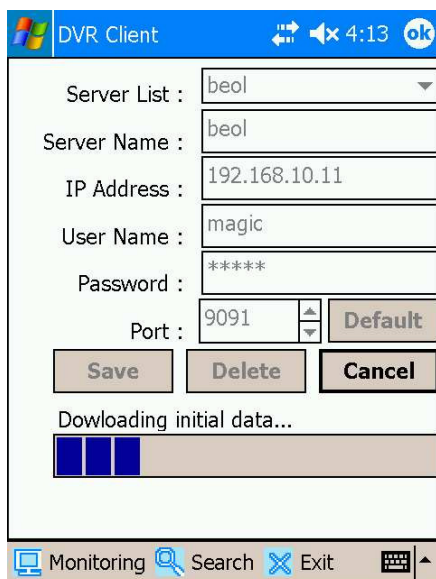 DVR Client 4:13 ok
Server List : beol
Server Name : beol
IP Address : 192.168.10.11
User Name : magic
Password : *****
Port : 9091 Default
Save Delete Cancel
Dowloading initial data...
Monitoring Search Exit